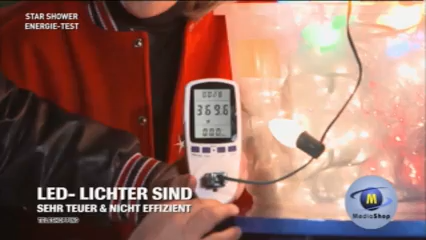 STAR SHOWER
ENERGIE-TEST
369.6
LED- LICHTER SIND
SEHR TEUER & NICHT EFFIZIENT
M
MediaShop